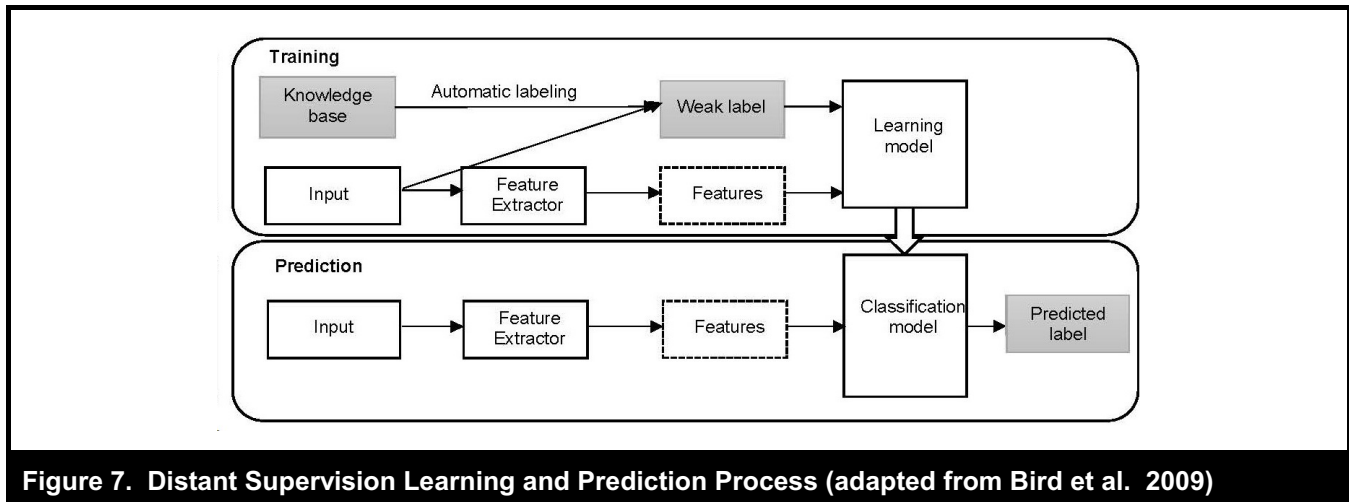 Training
Knowledge
base
Automatic labeling
Weak label
Learning
model
Input
Feature
Extractor
Features
Prediction
Input
Feature
Extractor
Features
Classification
model
Predicted
label
Figure 7. Distant Supervision Learning and Prediction Process (adapted from Bird et al. 2009)